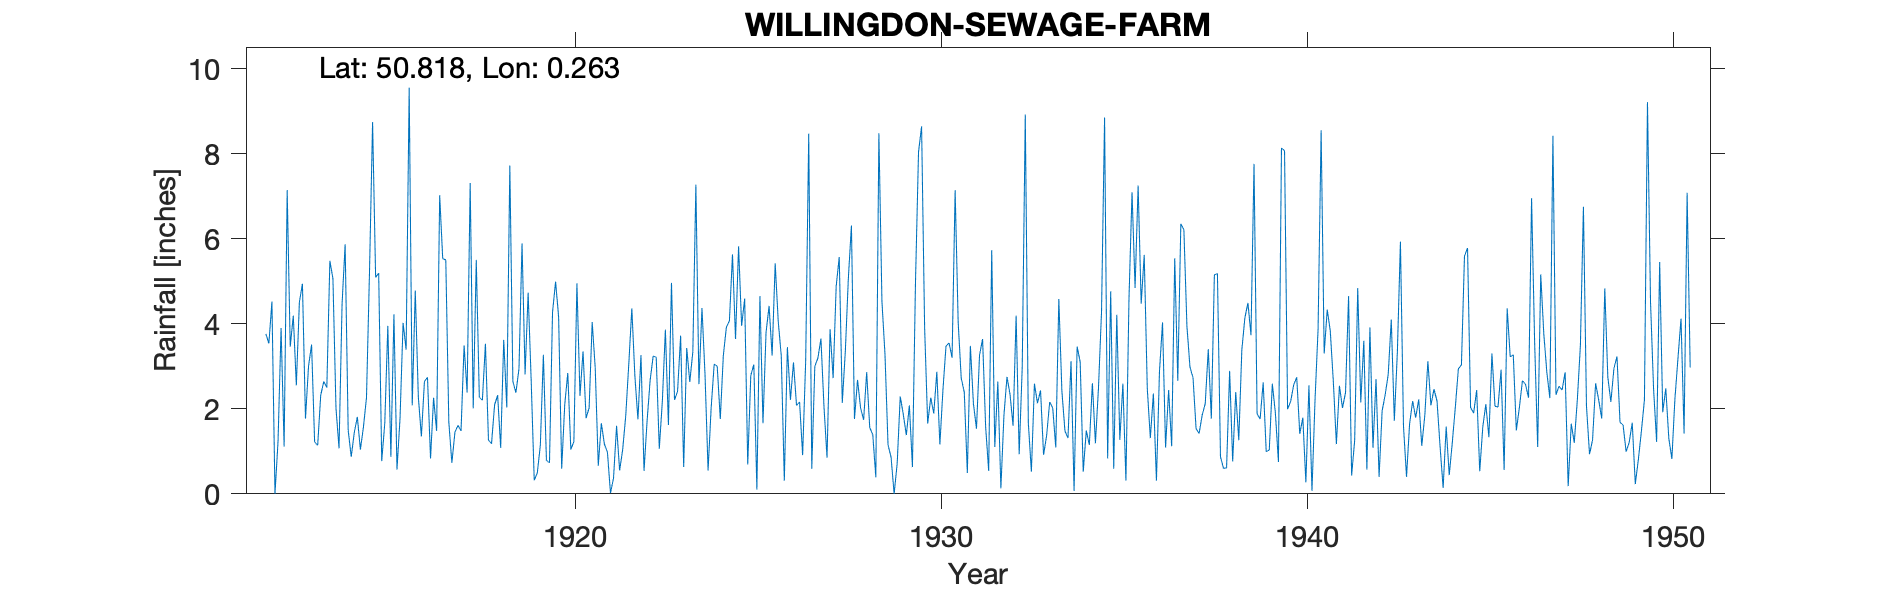 WILLINGDON-SEWAGE-FARM
Lat: 50.818, Lon: 0.263
10
8
6
4
2
0
Rainfall [inches]
1920 1930 1940 1950
Year